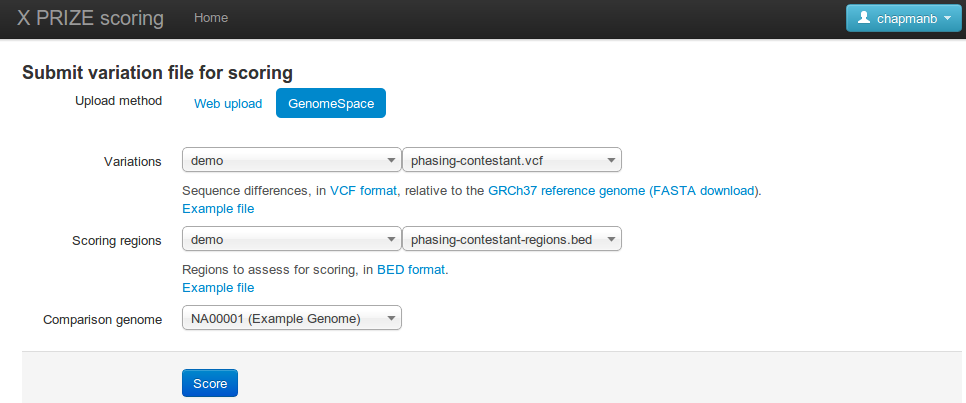 X PRIZE scoring Home chapmanb
Submit variation file for scoring
Upload method Web upload GenomeSpace
Variations demo phasing-contestant.vcf
Sequence differences, in VCF format, relative to the GRCh37 reference genome (FASTA download).
Example file
Scoring regions demo phasing-contestant-regions.bed
Regions to assess for scoring, in BED format.
Example file
Comparison genome NA00001 (Example Genome)
Score